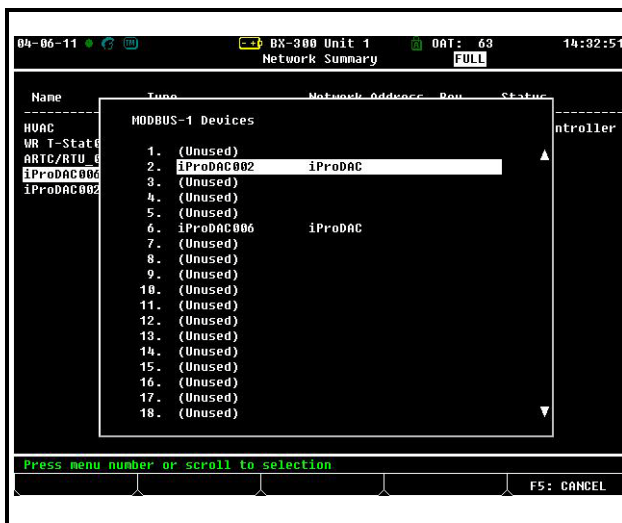 04-06-11 BX-300 Unit 1 OAT: 63 14:32:51
Network Summary FULL
Name Type Network Address Rev Status
HVAC ntroller
WR T-Stat
ARTC/RTU_
iProDAC006
iProDAC002
MODBUS-1 Devices
1. (Unused)
2. iProDAC002 iProDAC
3. (Unused)
4. (Unused)
5. (Unused)
6. iProDAC006 iProDAC
7. (Unused)
8. (Unused)
9. (Unused)
10. (Unused)
11. (Unused)
12. (Unused)
13. (Unused)
14. (Unused)
15. (Unused)
16. (Unused)
17. (Unused)
18. (Unused)
Press menu number or scroll to selection
F5: CANCEL